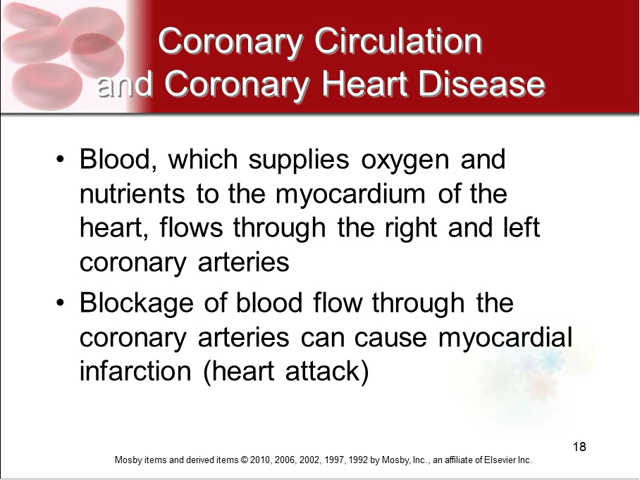 Coronary Circulation
and Coronary Heart Disease
• Blood, which supplies oxygen and
nutrients to the myocardium of the
heart, flows through the right and left
coronary arteries
• Blockage of blood flow through the
coronary arteries can cause myocardial
infarction (heart attack)
18
Mosby items and derived items © 2010, 2006, 2002, 1997, 1992 by Mosby, Inc., an affiliate of Elsevier Inc.